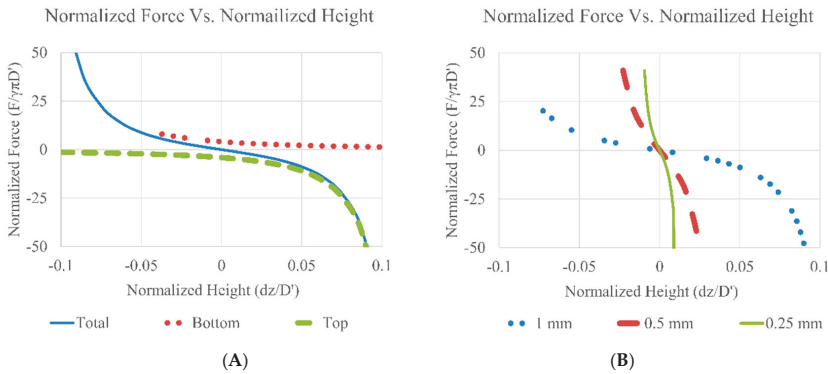 Normalized Force Vs. Normailized Height
Normalized Force (F/γπD')
50
25
0
-25
-50
-0.1
-0.05
0
0.05
0.1
Normalized Height (dz/D')
Total
Bottom
Top
(A)
Normalized Force Vs. Normailized Height
Normalized Force (F/γπD')
50
25
0
-25
-50
-0.1
-0.05
0
0.05
0.1
Normalized Height (dz/D')
1 mm
0.5 mm
0.25 mm
(B)